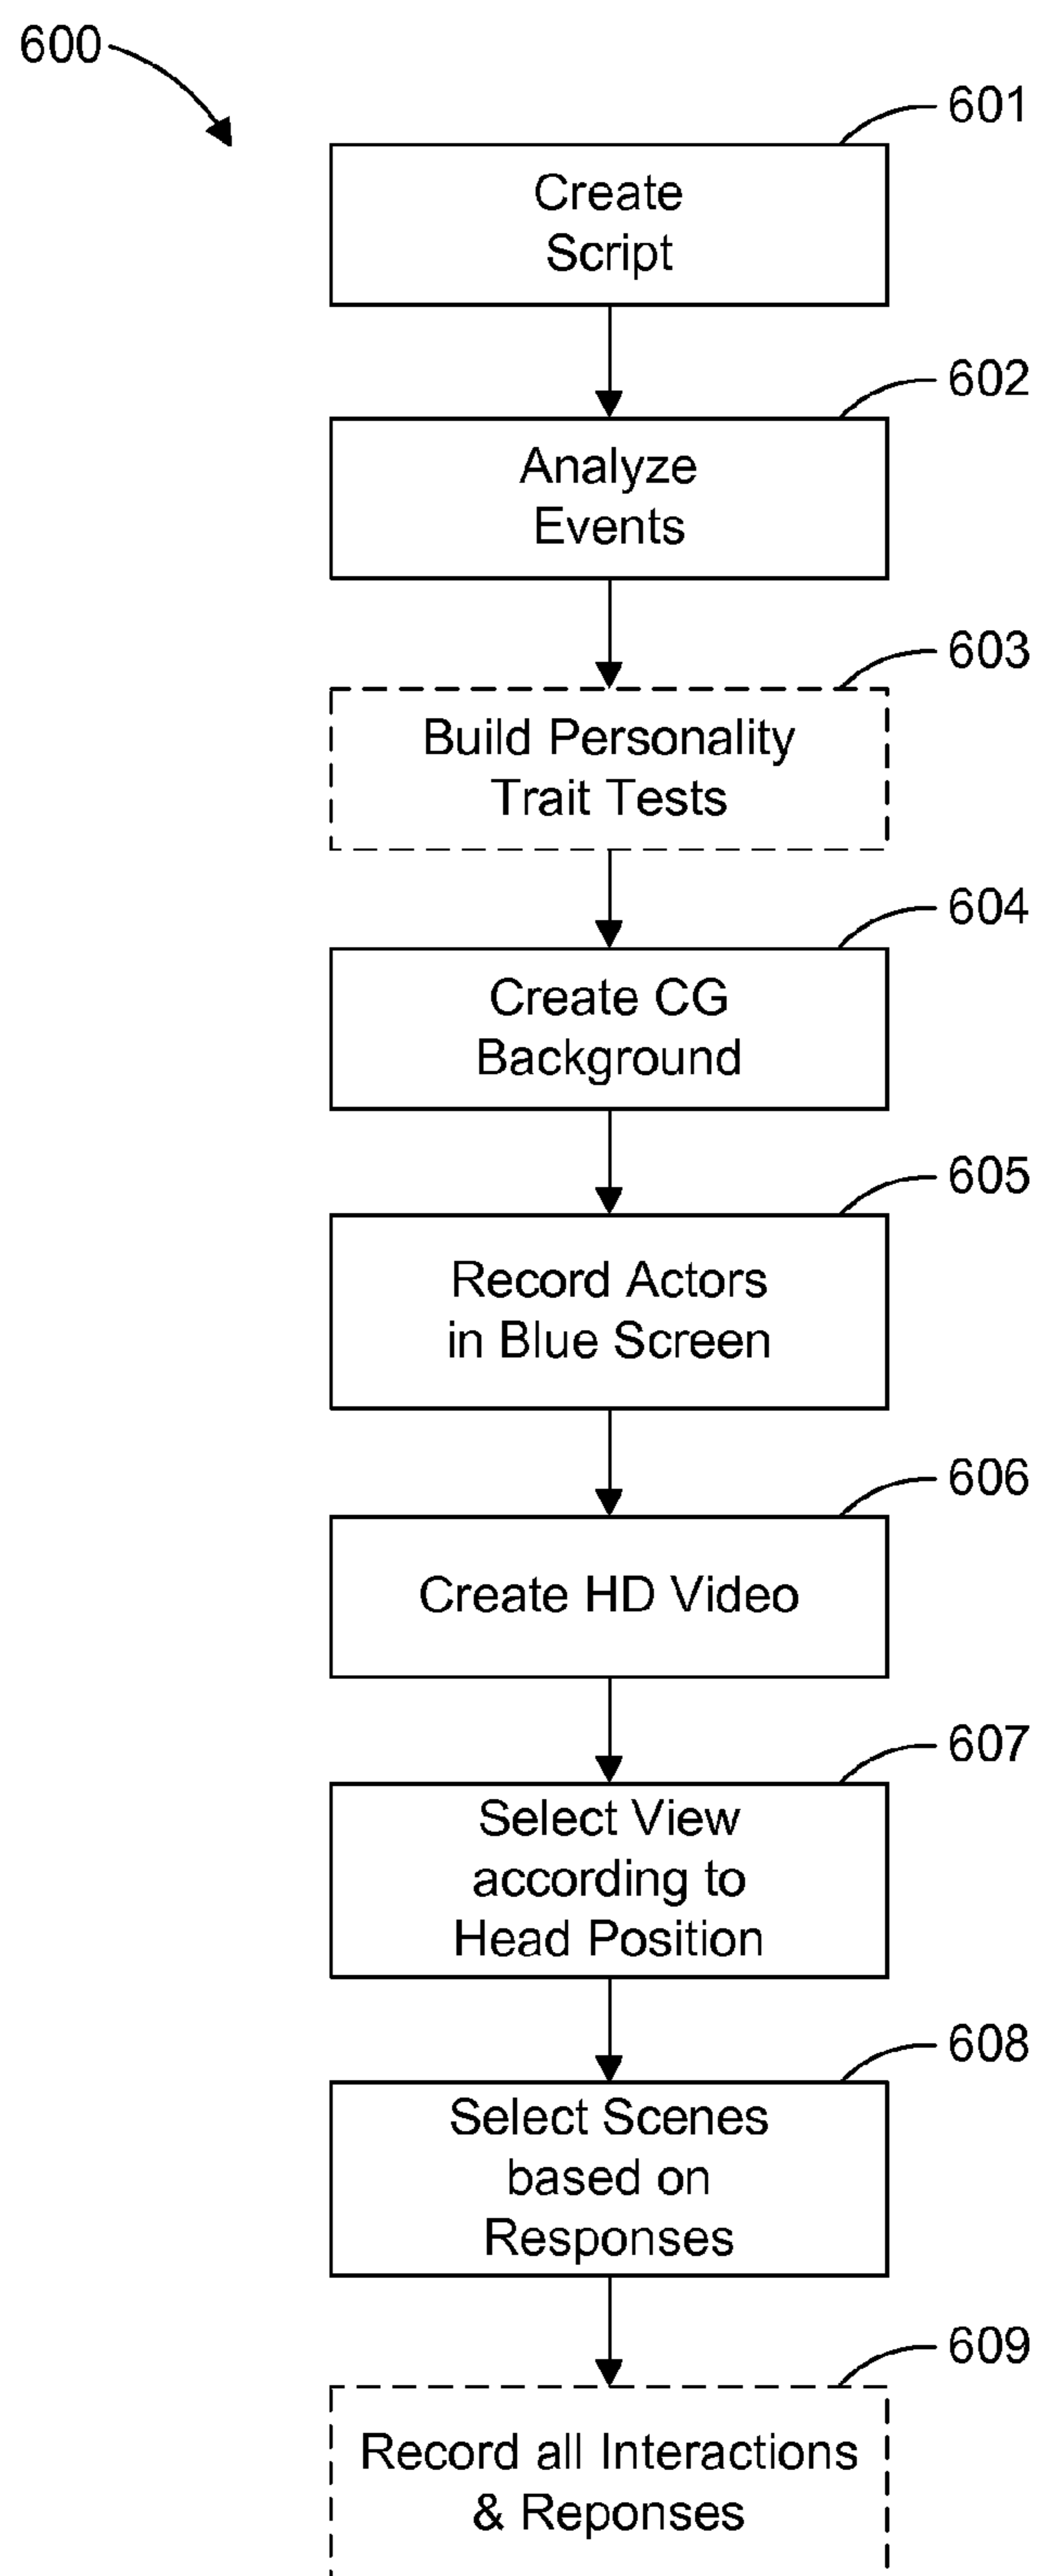 600
601
Create
Script
602
Analyze
Events
603
Build Personality
Trait Tests
604
Create CG
Background
605
Record Actors
in Blue Screen
606
Create HD Video
607
Select View
according to
Head Position
608
Select Scenes
based on
Responses
609
Record all Interactions
& Reponses